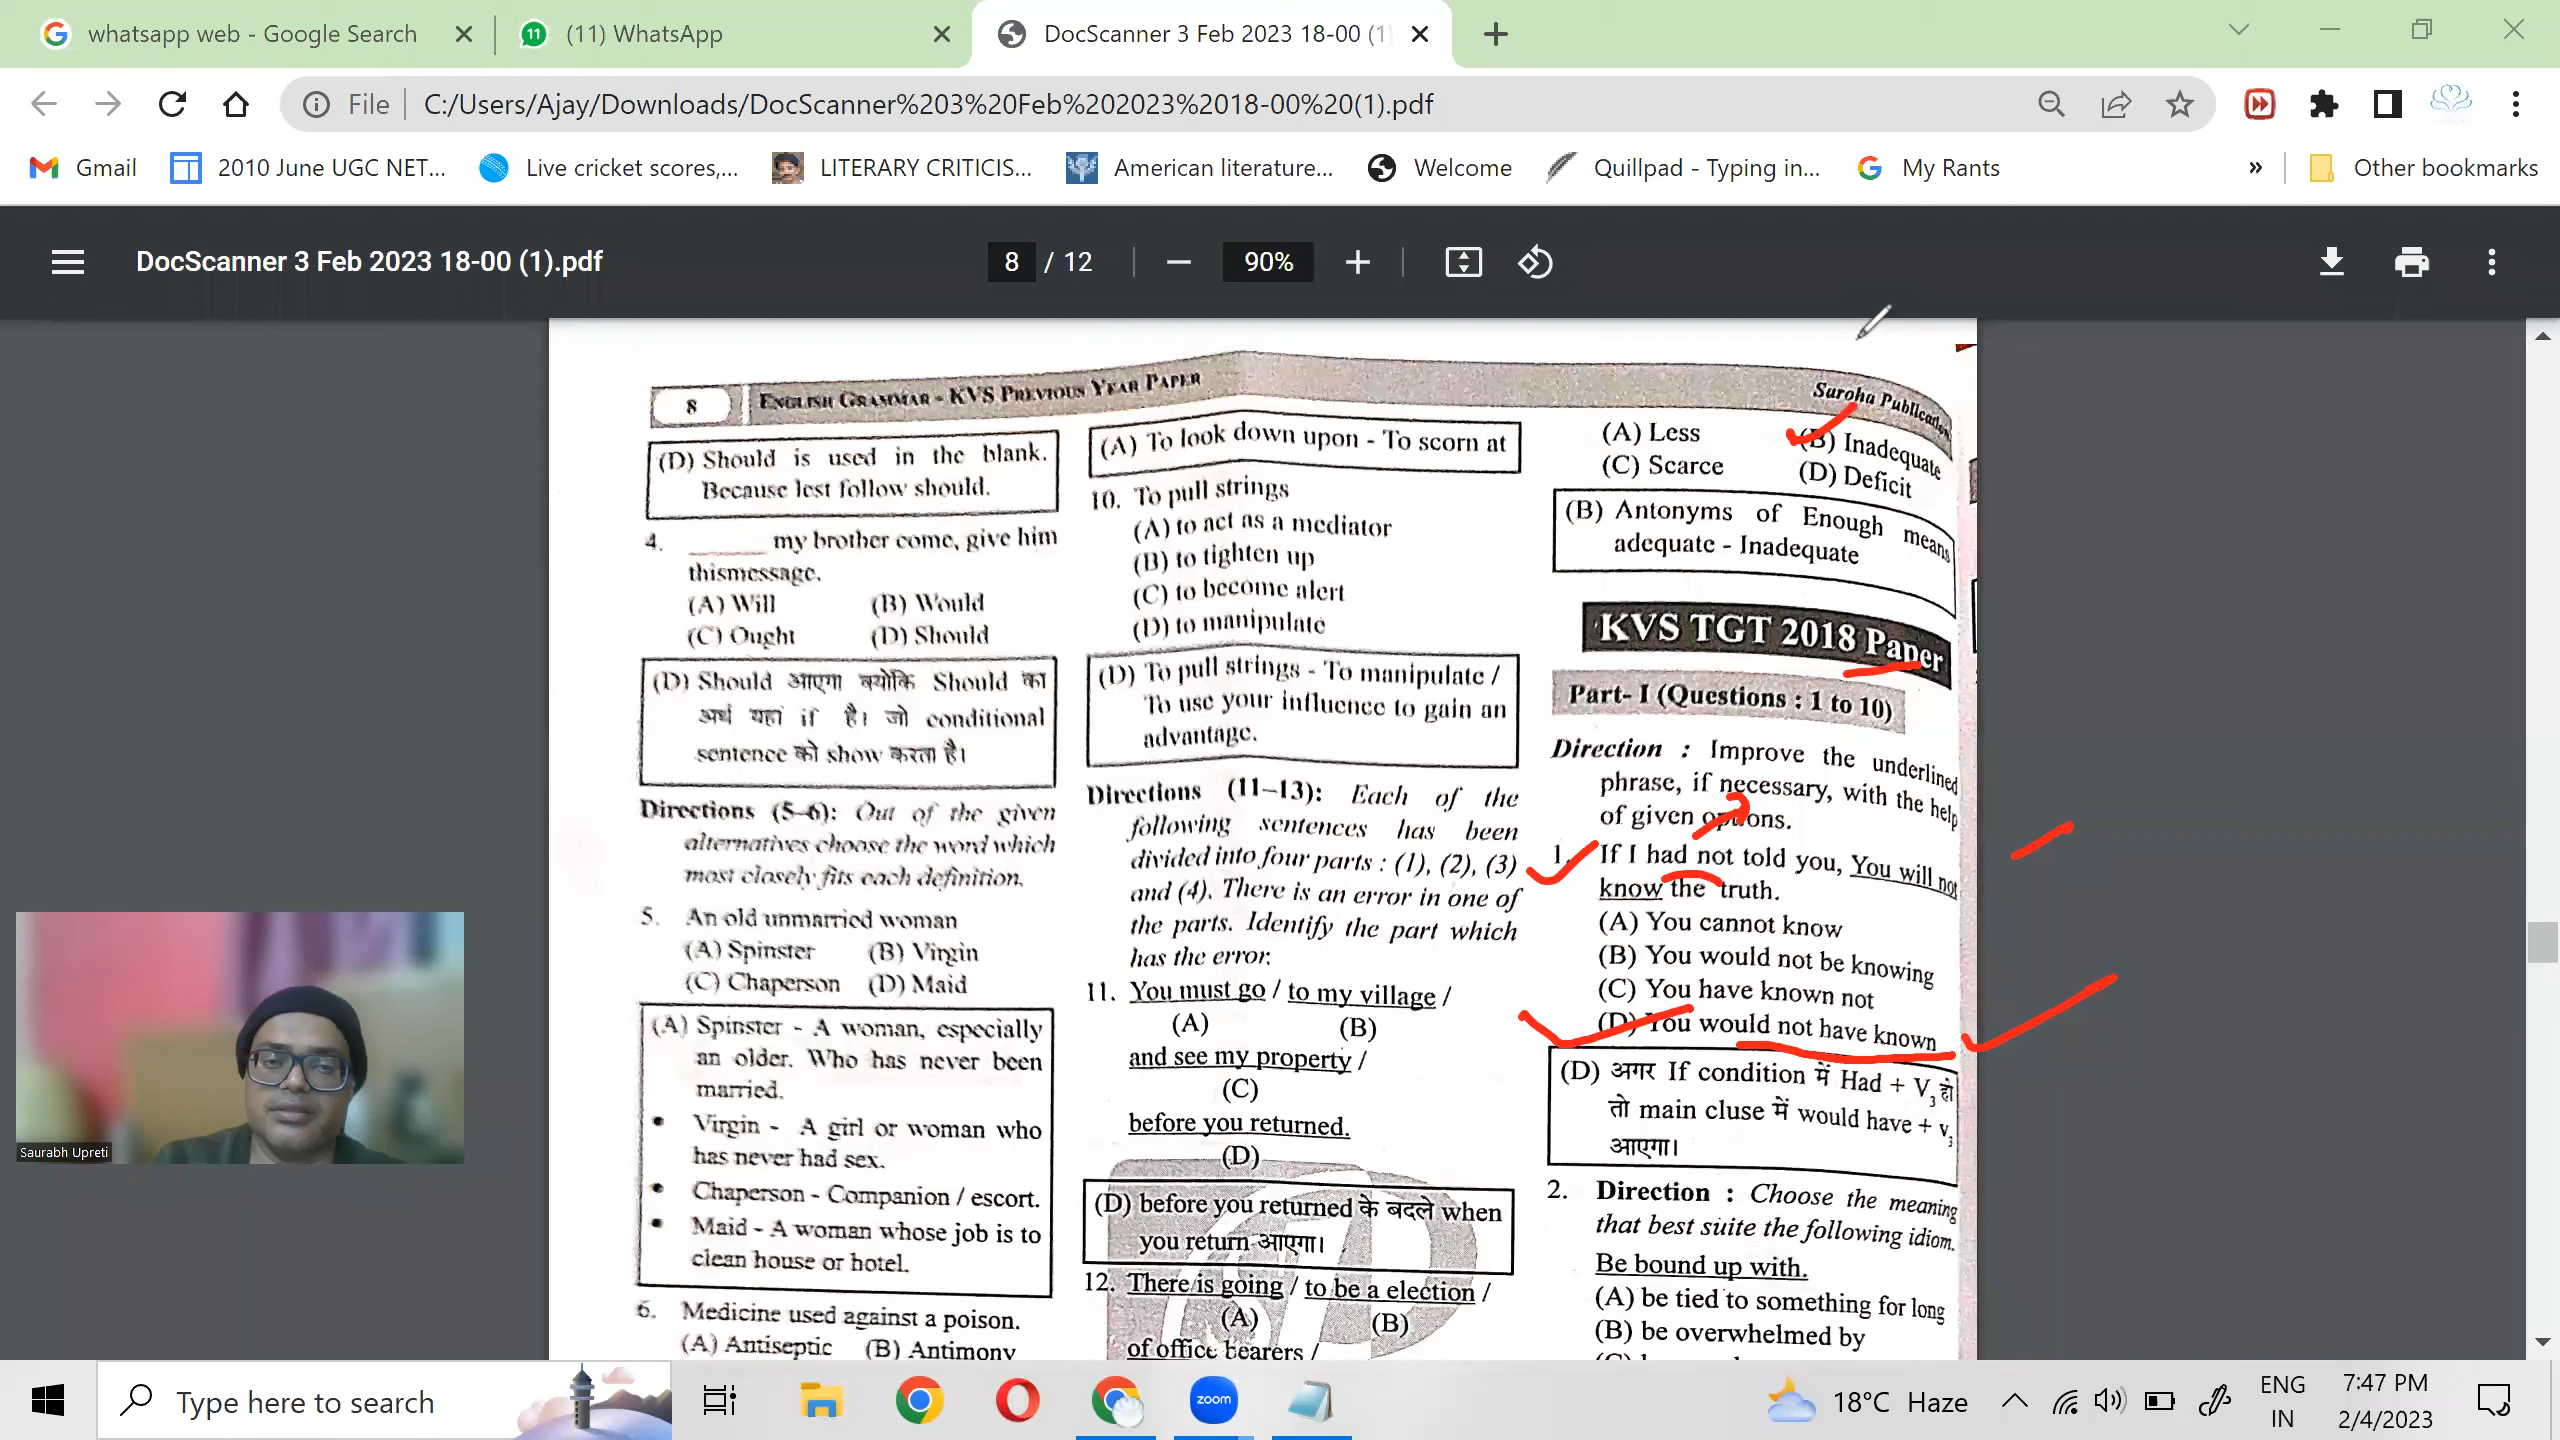 whatsapp web - Google Search
11
(11) WhatsApp
DocScanner 3 Feb 2023 18-00 (1)
File
C:/Users/Ajay/Downloads/DocScanner%203%20Feb%202023%2018-00%20(1).pdf
Gmail
2010 June UGC NET...
Live cricket scores,...
LITERARY CRITICIS...
American literature...
Welcome
Quillpad - Typing in...
My Rants
»
Other bookmarks
DocScanner 3 Feb 2023 18-00 (1).pdf
8 / 12
90%
8
ENGLISH GRAMMAR - KVS PREVIOUS YEAR PAPER
Saroha Publication
(D) Should is used in the blank.
Because lest follow should.
4. ______ my brother come, give him
thismessage.
(A) Will (B) Would
(C) Ought (D) Should
(D) Should आएगा क्योंकि Should का
अर्थ यहां if है। जो conditional
sentence को show करता है।
Directions (5–6): Out of the given
alternatives choose the word which
most closely fits each definition.
5. An old unmarried woman
(A) Spinster (B) Virgin
(C) Chaperson (D) Maid
(A) Spinster - A woman, especially
an older. Who has never been
married.
• Virgin - A girl or woman who
has never had sex.
• Chaperson - Companion / escort.
• Maid - A woman whose job is to
clean house or hotel.
6. Medicine used against a poison.
(A) Antiseptic (B) Antimony
(A) To look down upon - To scorn at
10. To pull strings
(A) to act as a mediator
(B) to tighten up
(C) to become alert
(D) to manipulate
(D) To pull strings - To manipulate /
To use your influence to gain an
advantage.
Directions (11–13): Each of the
following sentences has been
divided into four parts : (1), (2), (3)
and (4). There is an error in one of
the parts. Identify the part which
has the error.
11. You must go / to my village /
(A) (B)
and see my property /
(C)
before you returned.
(D)
(D) before you returned के बदले when
you return आएगा।
12. There is going / to be a election /
(A) (B)
of office bearers /
(A) Less (B) Inadequate
(C) Scarce (D) Deficit
(B) Antonyms of Enough means
adequate - Inadequate
KVS TGT 2018 Paper
Part- I (Questions : 1 to 10)
Direction : Improve the underlined
phrase, if necessary, with the help
of given options.
1. If I had not told you, You will not
know the truth.
(A) You cannot know
(B) You would not be knowing
(C) You have known not
(D) You would not have known
(D) अगर If condition में Had + V3 हो
तो main cluse में would have + v3
आएगा।
2. Direction : Choose the meaning
that best suite the following idiom.
Be bound up with.
(A) be tied to something for long
(B) be overwhelmed by
Saurabh Upreti
Type here to search
zoom
18°C Haze
ENG
IN
7:47 PM
2/4/2023